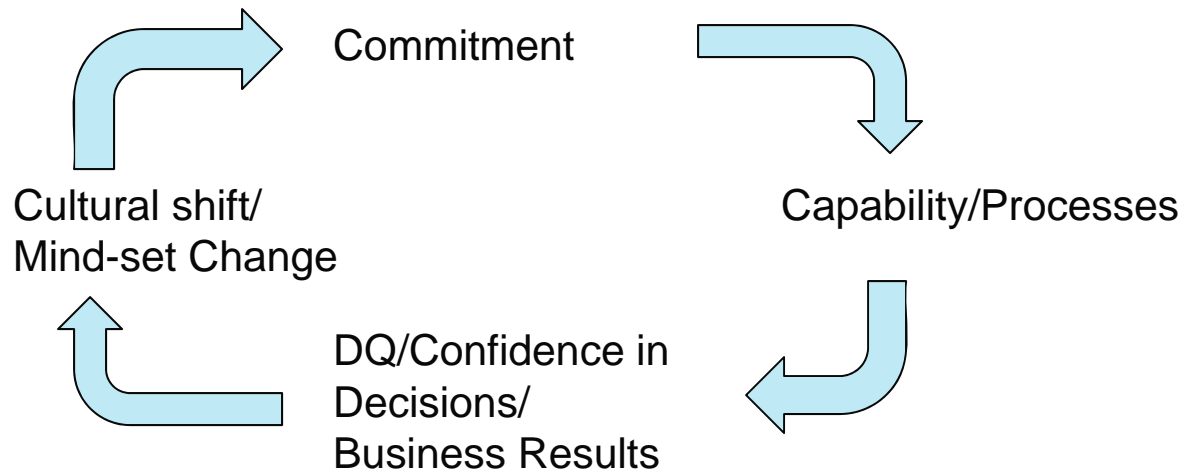 Commitment
Cultural shift/
Mind-set Change
Capability/Processes
DQ/Confidence in
Decisions/
Business Results